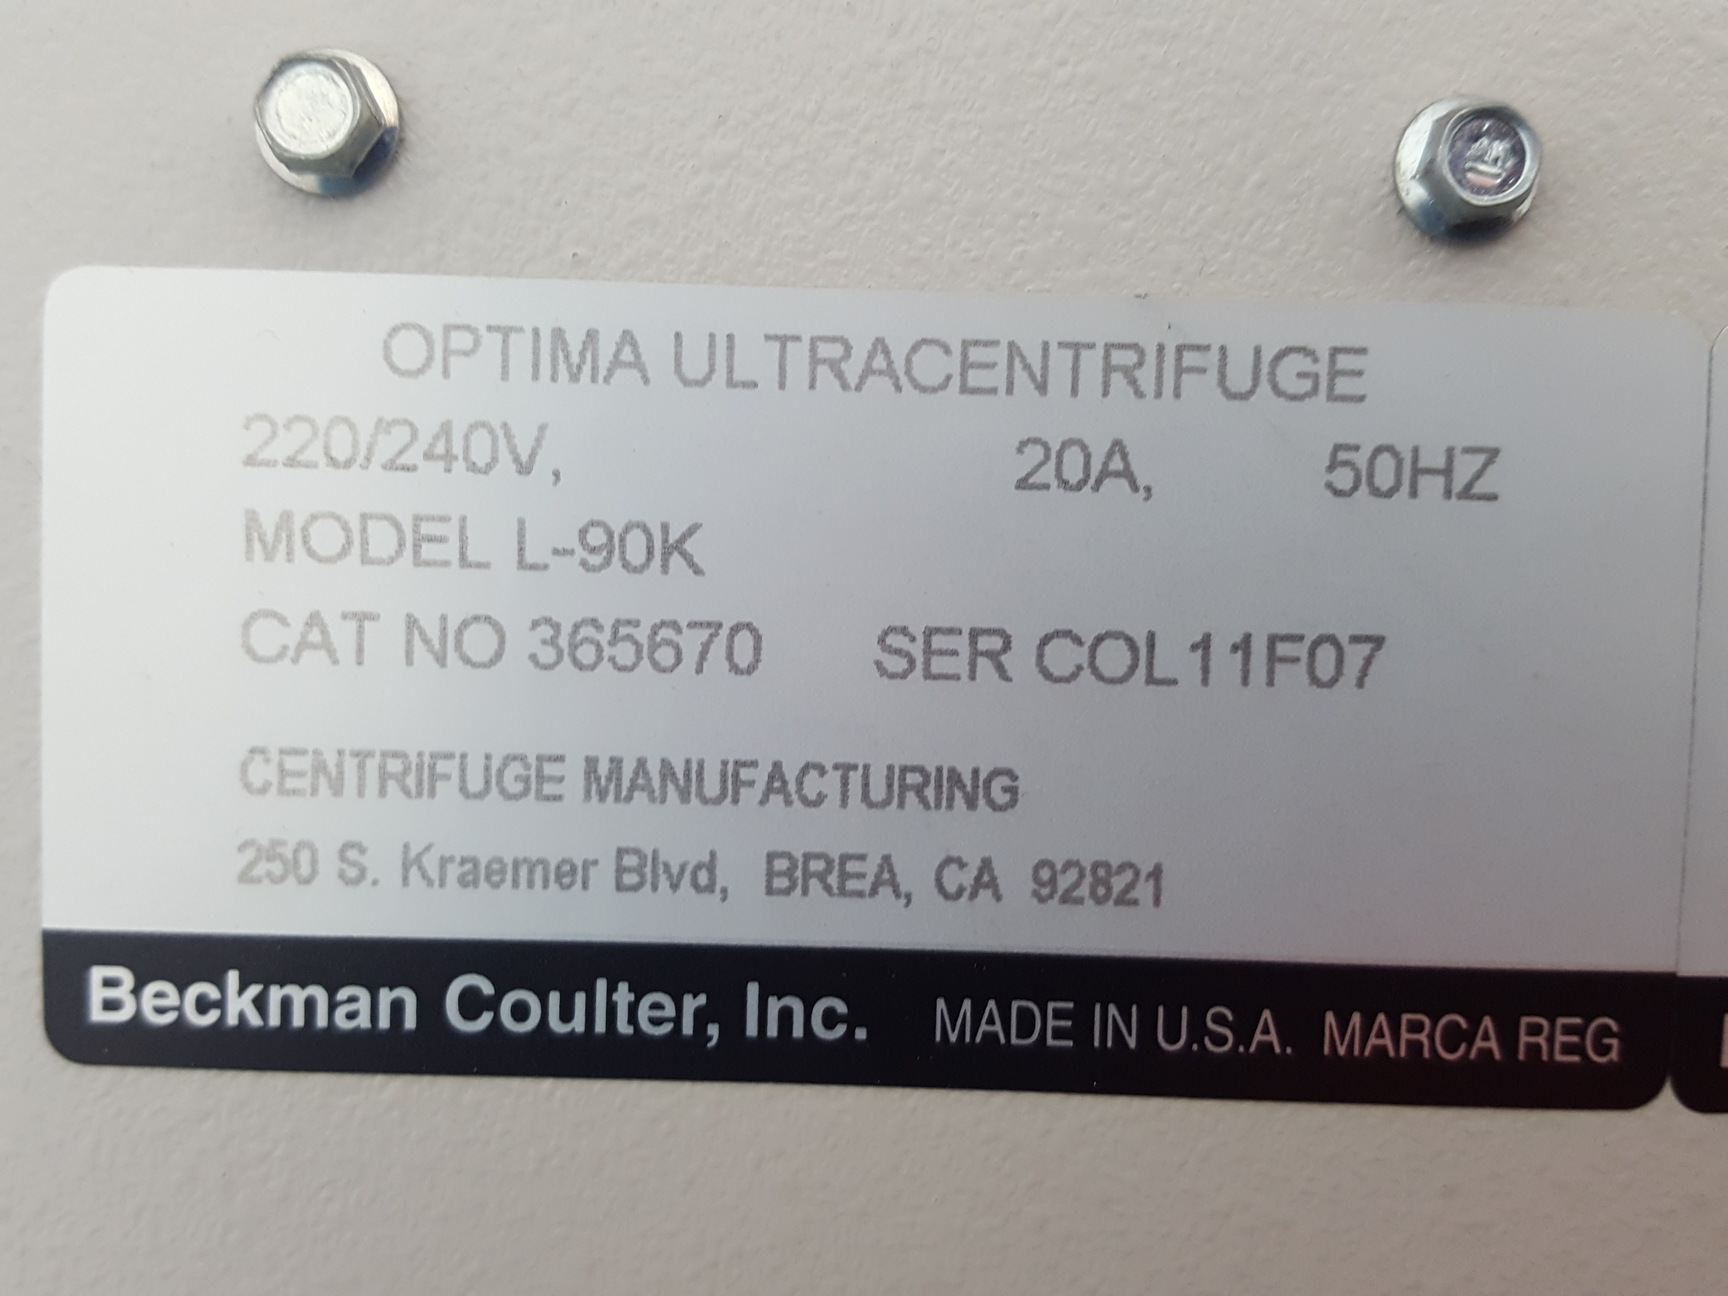 OPTIMA ULTRACENTRIFUGE
220/240V, 20A, 50HZ
MODEL L-90K
CAT NO 365670 SER COL11F07
CENTRIFUGE MANUFACTURING
250 S. Kraemer Blvd, BREA, CA 92821
Beckman Coulter, Inc. MADE IN U.S.A. MARCA REG